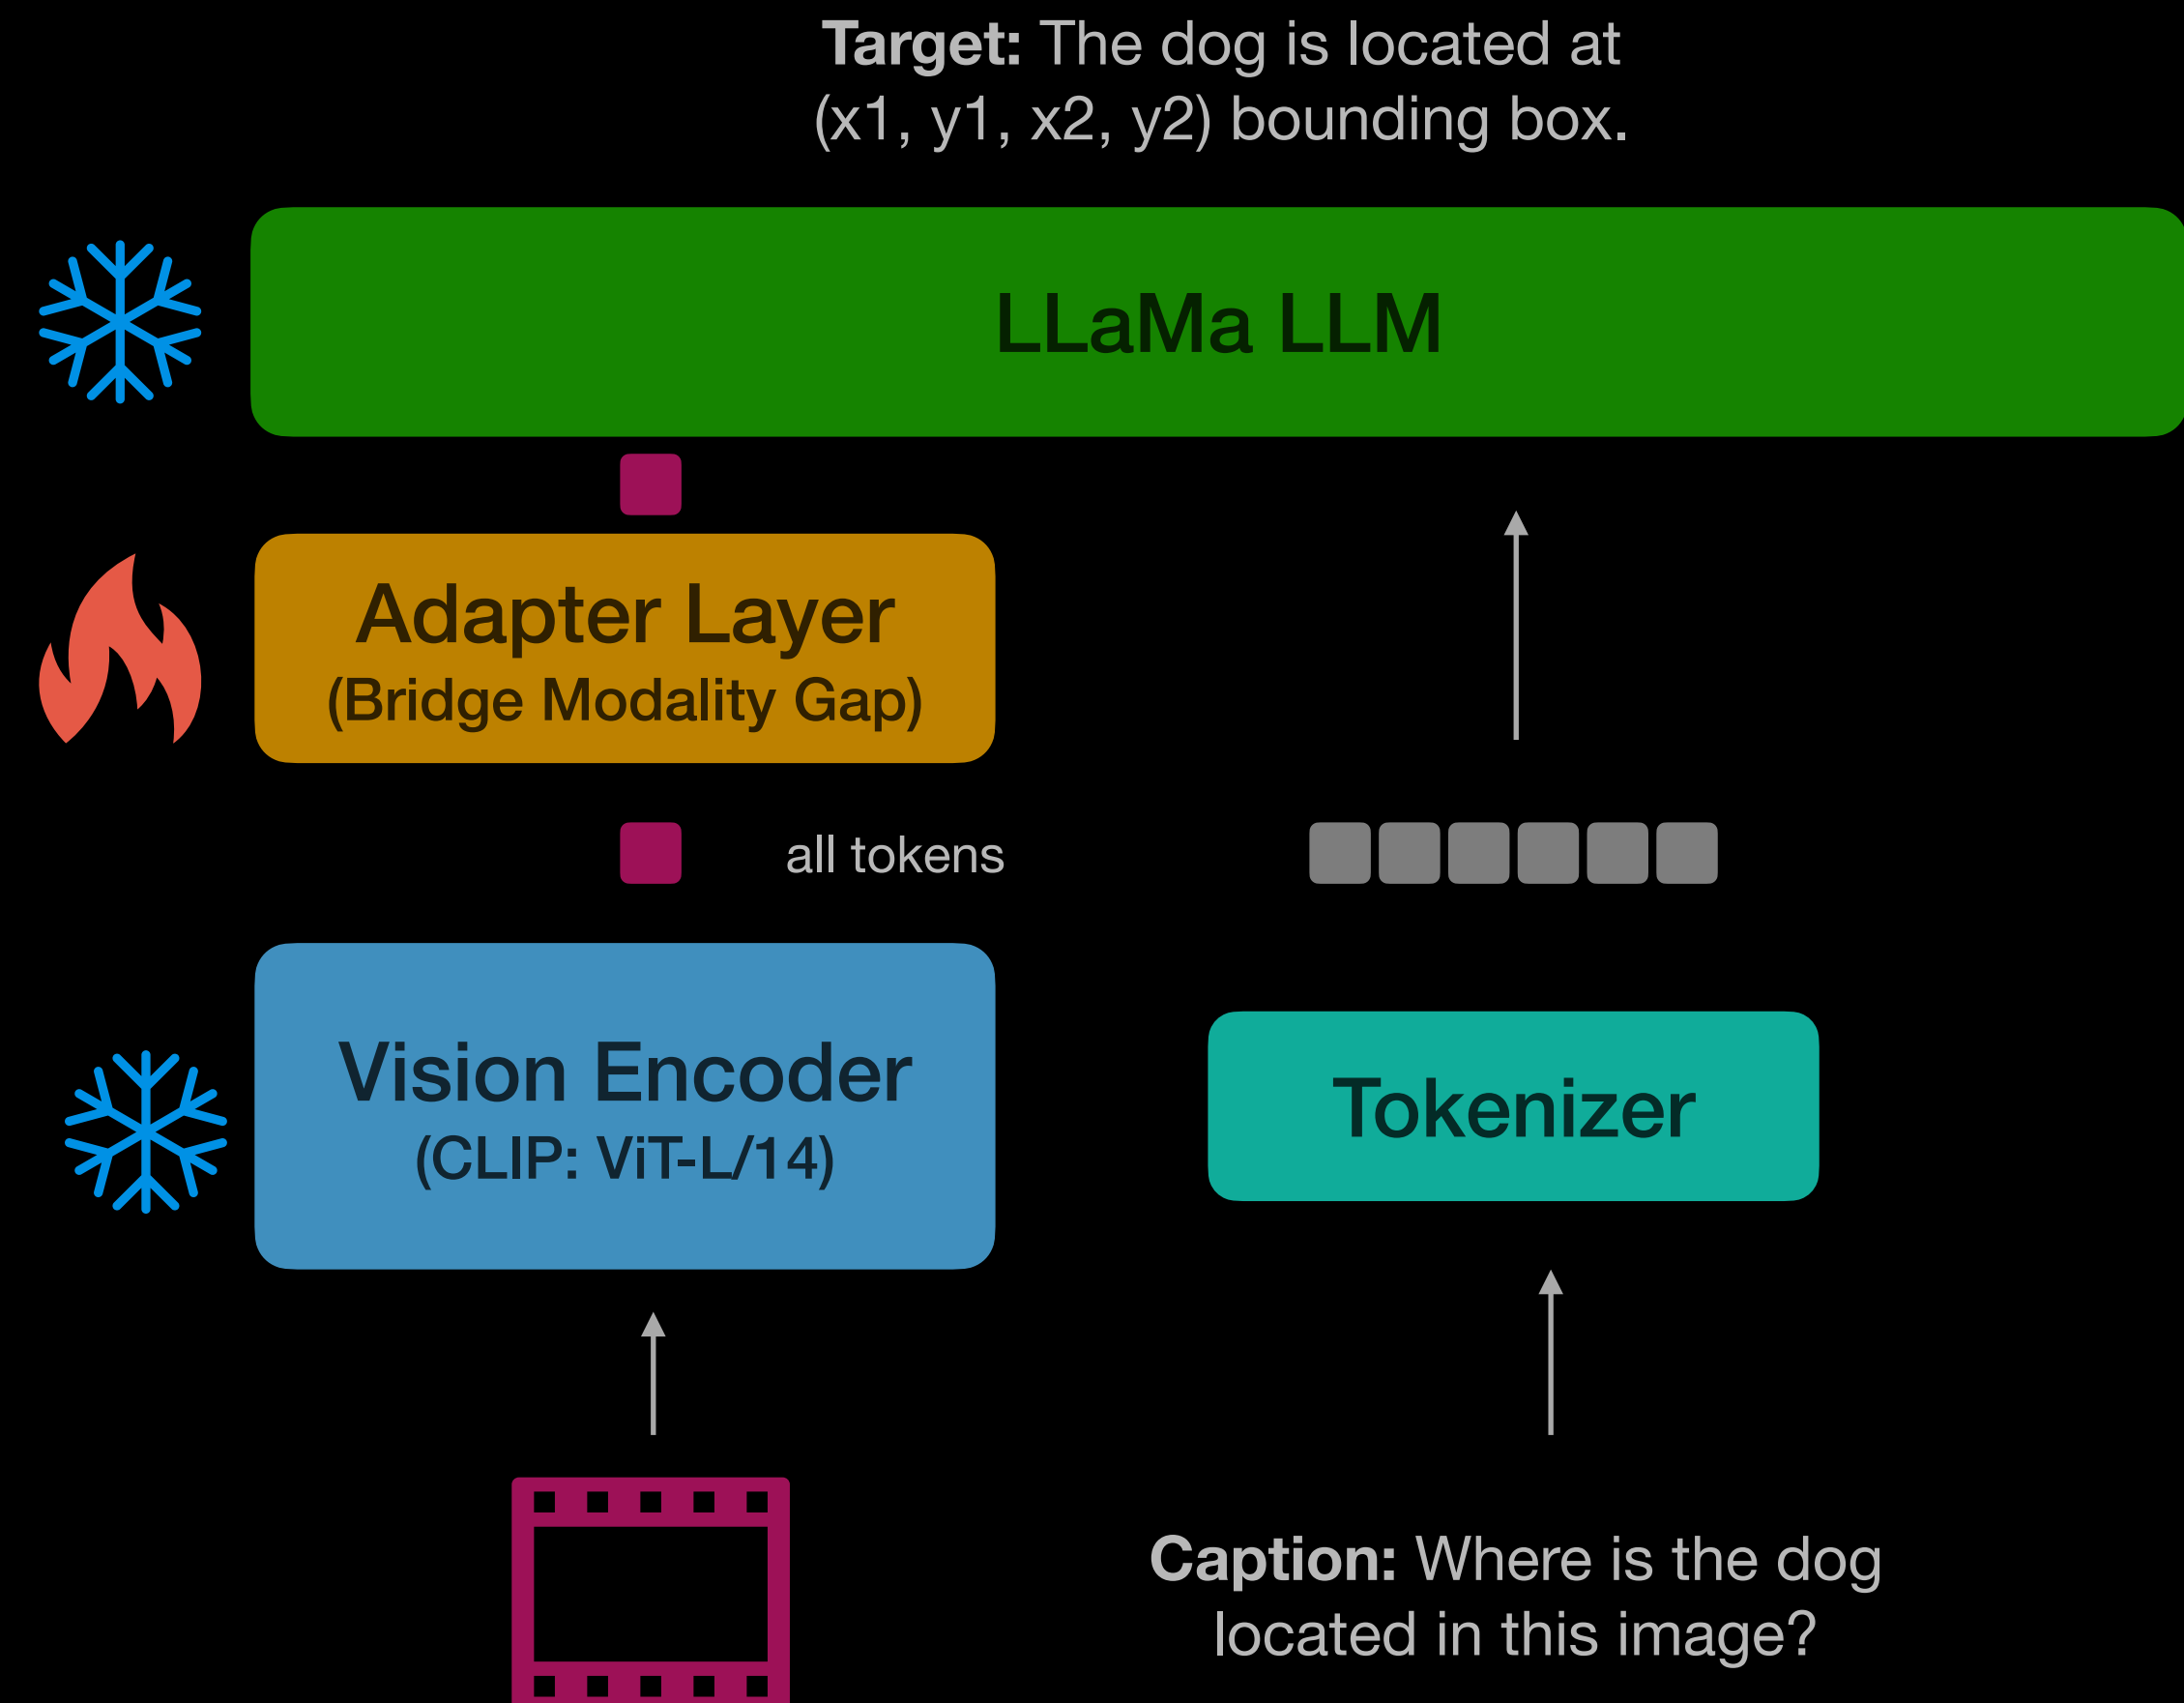 Target: The dog is located at
(x1, y1, x2, y2) bounding box.
LLaMa LLM
Adapter Layer
(Bridge Modality Gap)
all tokens
Vision Encoder
(CLIP: ViT-L/14)
Tokenizer
Caption: Where is the dog
located in this image?